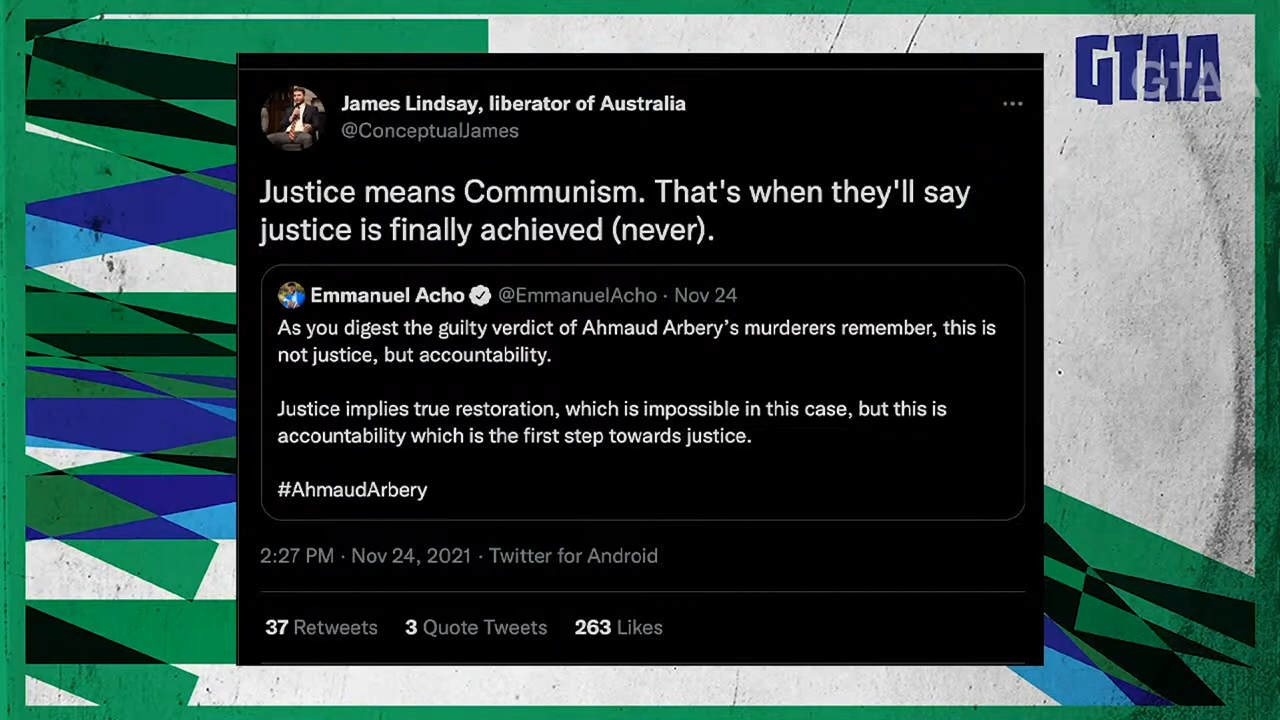 GTAA
GTAA
James Lindsay, liberator of Australia
@ConceptualJames
Justice means Communism. That's when they'll say
justice is finally achieved (never).
Emmanuel Acho @EmmanuelAcho · Nov 24
As you digest the guilty verdict of Ahmaud Arbery's murderers remember, this is
not justice, but accountability.
Justice implies true restoration, which is impossible in this case, but this is
accountability which is the first step towards justice.
#AhmaudArbery
2:27 PM · Nov 24, 2021 · Twitter for Android
37 Retweets 3 Quote Tweets 263 Likes